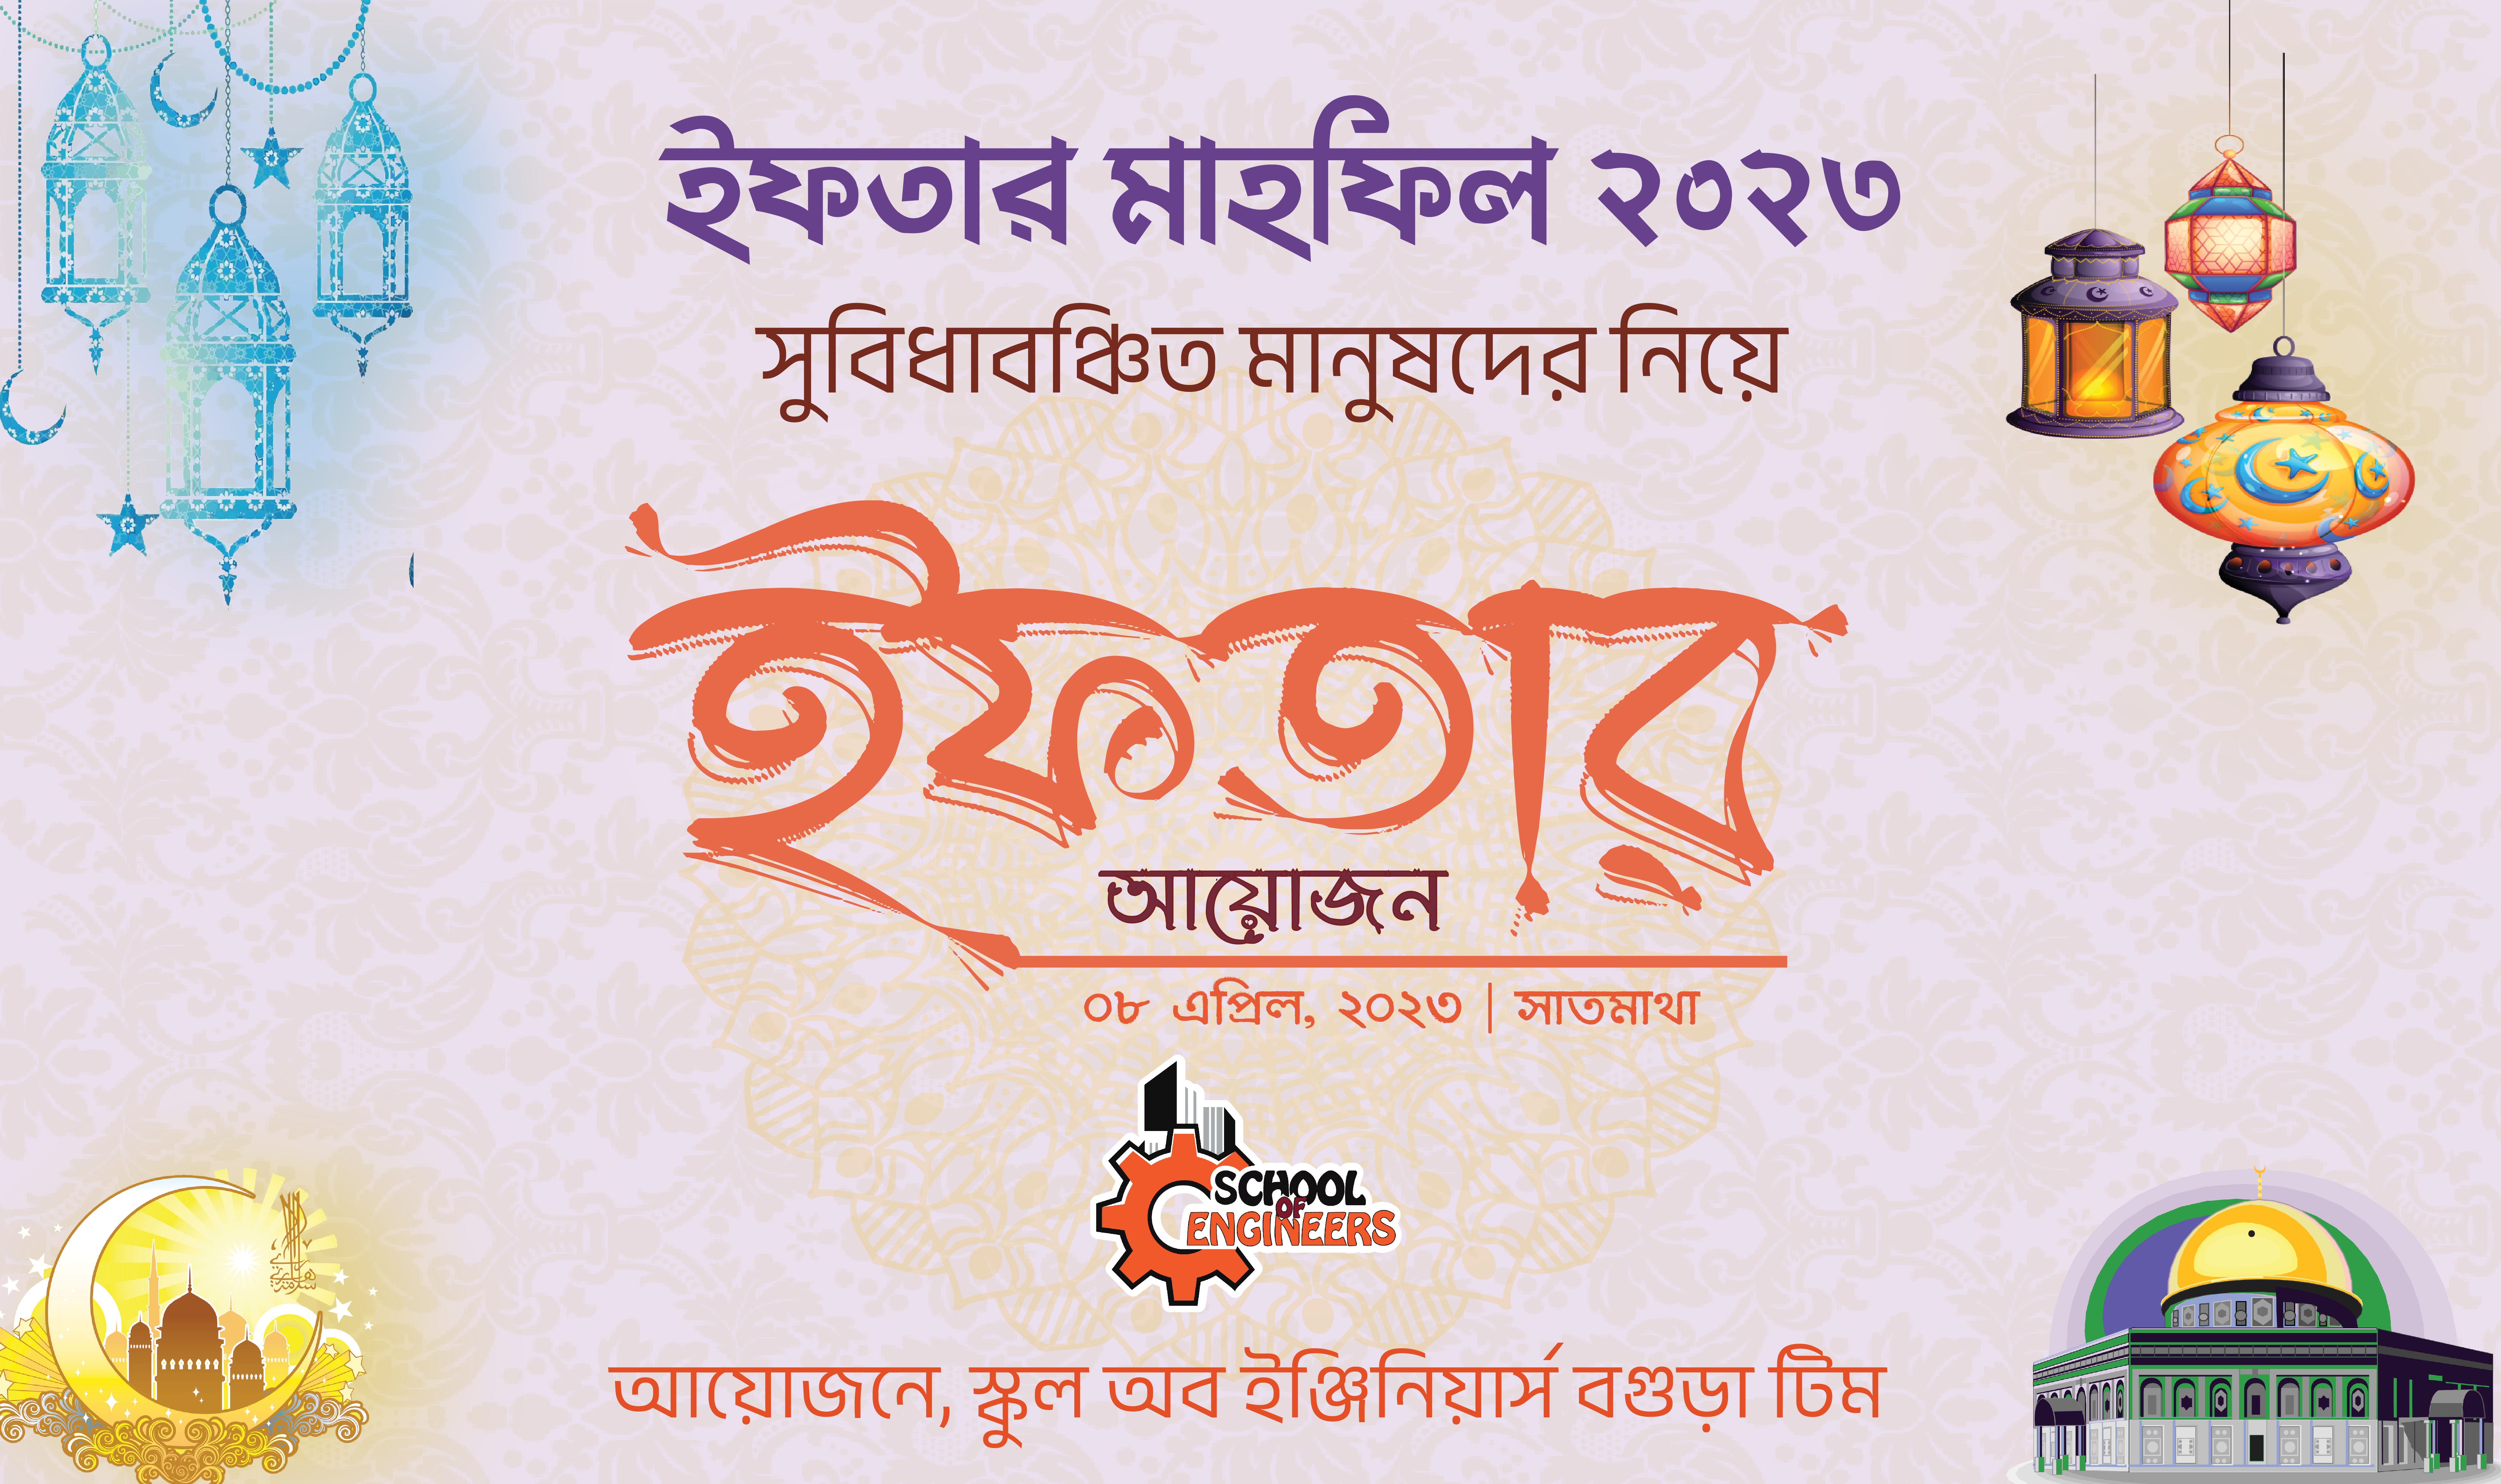 ইফতার মাহফিল ২০২৩
সুবিধাবঞ্চিত মানুষদের নিয়ে
ইফতার
আয়োজন
০৮ এপ্রিল, ২০২৩ | সাতমাথা
SCHOOL
OF
ENGINEERS
আয়োজনে, স্কুল অব ইঞ্জিনিয়ার্স বগুড়া টিম